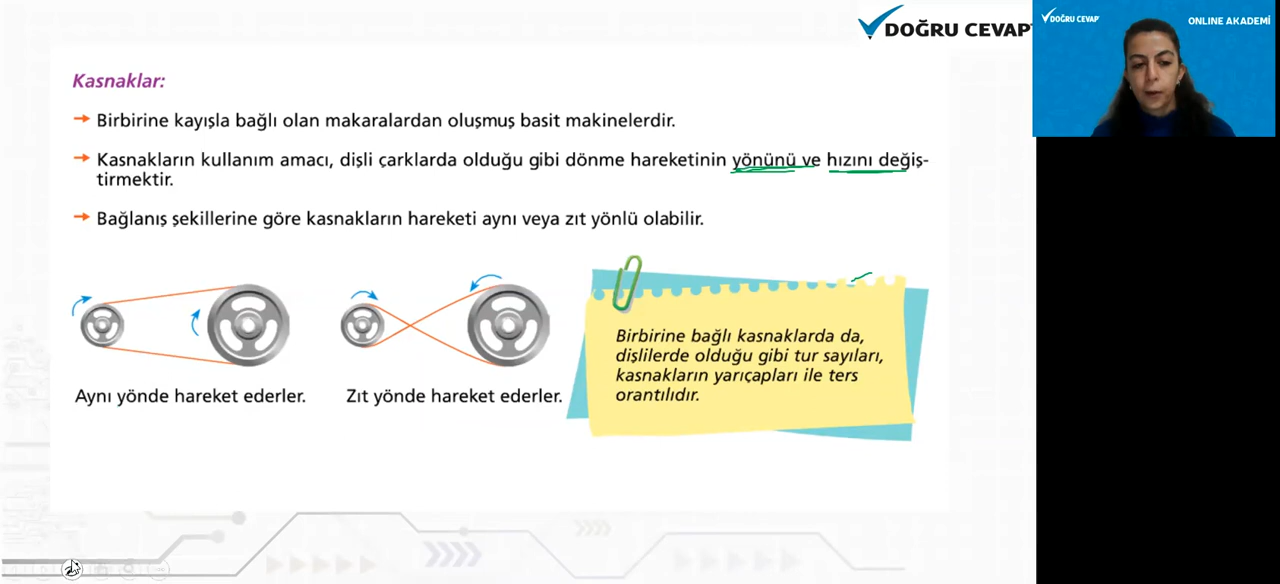 DOĞRU CEVAP
DOĞRU CEVAP
ONLINE AKADEMİ
Kasnaklar:
Birbirine kayışla bağlı olan makaralardan oluşmuş basit makinelerdir.
Kasnakların kullanım amacı, dişli çarklarda olduğu gibi dönme hareketinin yönünü ve hızını değiş-
tirmektir.
Bağlanış şekillerine göre kasnakların hareketi aynı veya zıt yönlü olabilir.
Aynı yönde hareket ederler.
Zıt yönde hareket ederler.
Birbirine bağlı kasnaklarda da,
dişlilerde olduğu gibi tur sayıları,
kasnakların yarıçapları ile ters
orantılıdır.